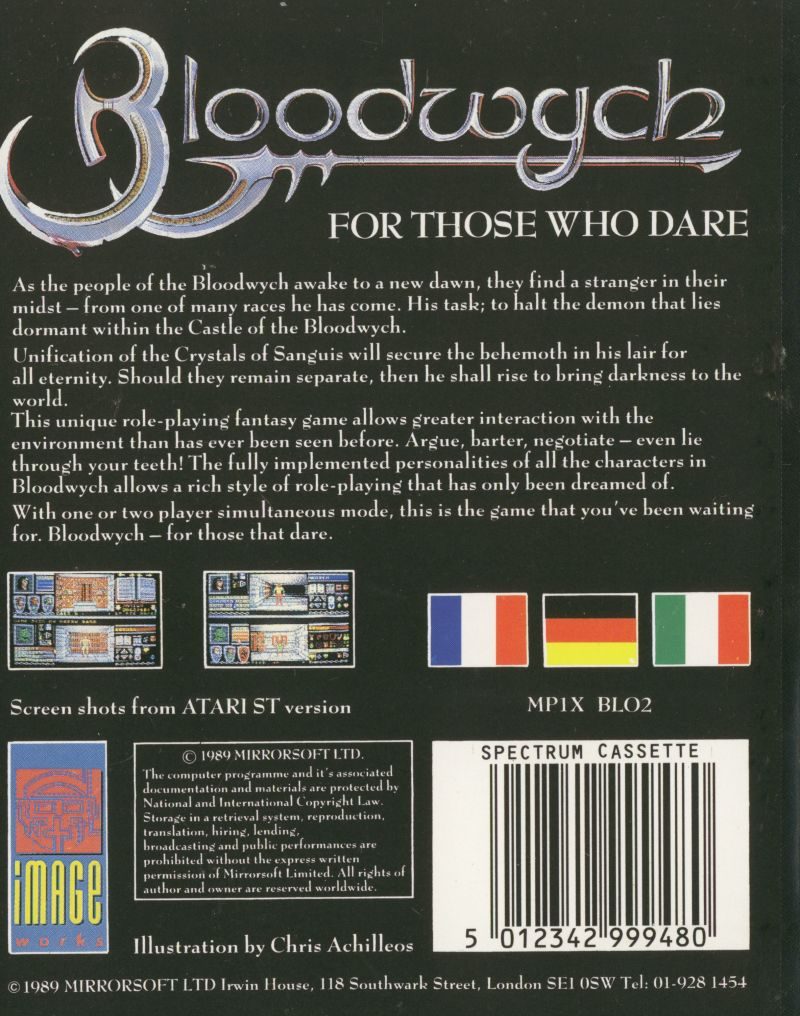 Bloodwych
FOR THOSE WHO DARE
As the people of the Bloodwych awake to a new dawn, they find a stranger in their
midst – from one of many races he has come. His task; to halt the demon that lies
dormant within the Castle of the Bloodwych.
Unification of the Crystals of Sanguis will secure the behemoth in his lair for
all eternity. Should they remain separate, then he shall rise to bring darkness to the
world.
This unique role-playing fantasy game allows greater interaction with the
environment than has ever been seen before. Argue, barter, negotiate – even lie
through your teeth! The fully implemented personalities of all the characters in
Bloodwych allows a rich style of role-playing that has only been dreamed of.
With one or two player simultaneous mode, this is the game that you've been waiting
for. Bloodwych – for those that dare.
Screen shots from ATARI ST version
MP1X BLO2
© 1989 MIRRORSOFT LTD.
The computer programme and it's associated
documentation and materials are protected by
National and International Copyright Law.
Storage in a retrieval system, reproduction,
translation, hiring, lending,
broadcasting and public performances are
prohibited without the express written
permission of Mirrorsoft Limited. All rights of
author and owner are reserved worldwide.
SPECTRUM CASSETTE
5 012342 999480
iMAGE
works
Illustration by Chris Achilleos
© 1989 MIRRORSOFT LTD Irwin House, 118 Southwark Street, London SE1 0SW Tel: 01-928 1454